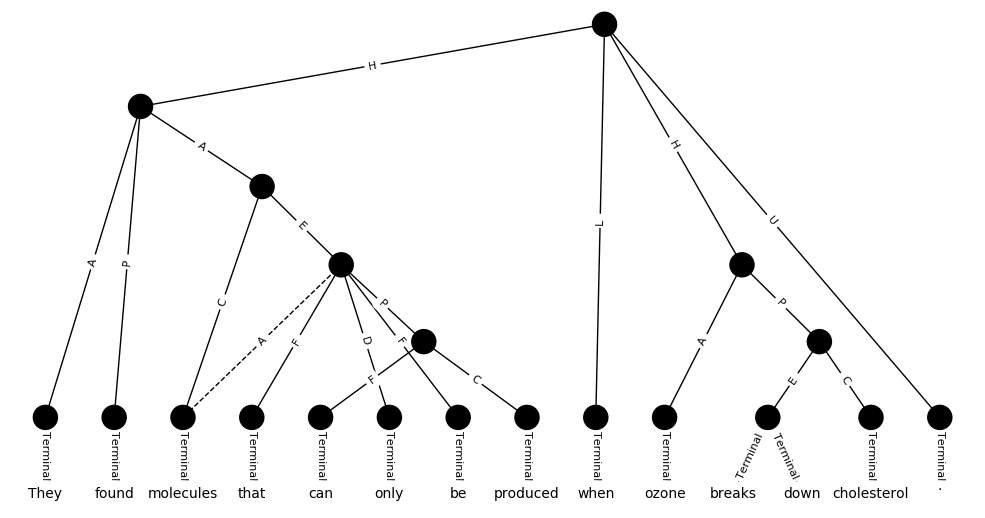 H
A
H
E
U
L
A
P
C
P
P
A
F
D
F
A
F
C
E
C
Terminal Terminal Terminal Terminal Terminal Terminal Terminal Terminal Terminal Terminal Terminal Terminal Terminal Terminal
They found molecules that can only be produced when ozone breaks down cholesterol .